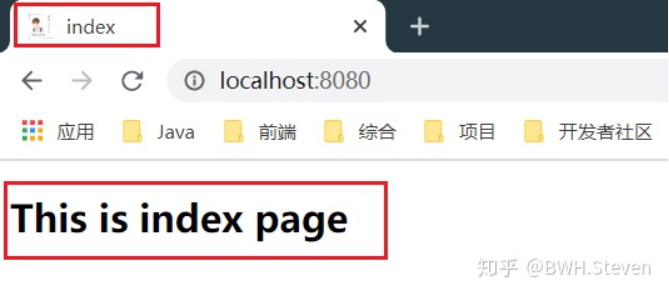 index
localhost:8080
应用 Java 前端 综合 项目 开发者社区
This is index page
知乎 @BWH.Steven